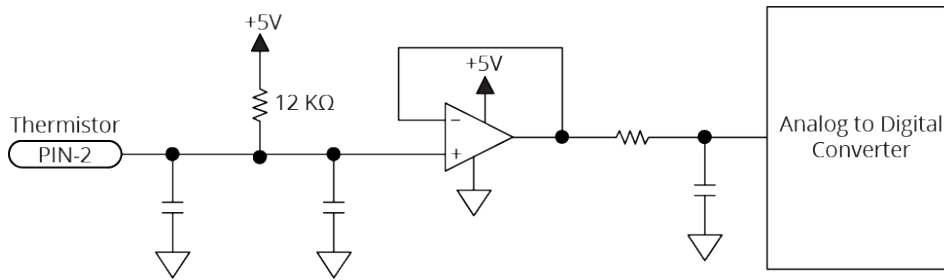 +5V
12 KΩ
Thermistor
PIN-2
+5V
−
+
Analog to Digital
Converter